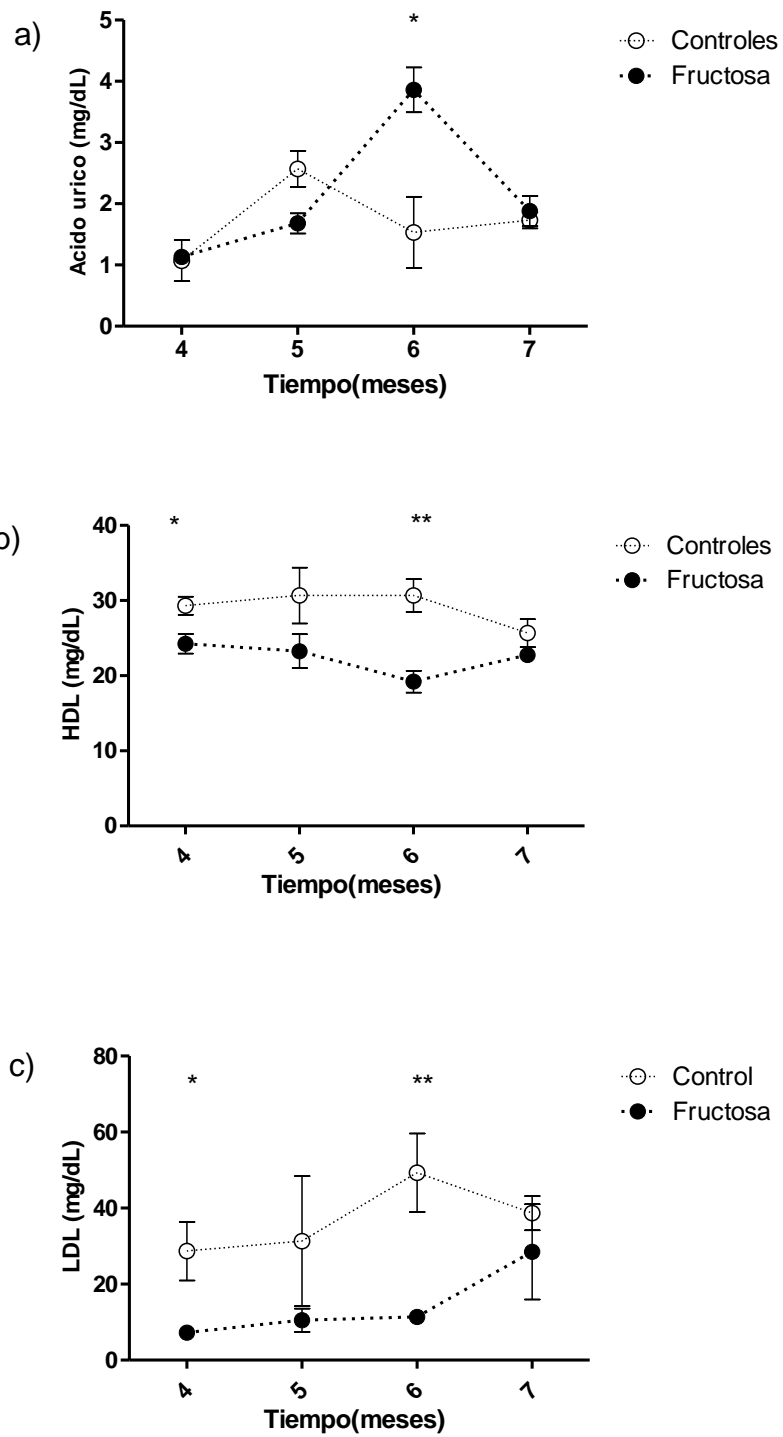 a)
*
Controles
Fructosa
Acido urico (mg/dL)
5
4
3
2
1
0
4 5 6 7
Tiempo(meses)
b)
* **
Controles
Fructosa
HDL (mg/dL)
40
30
20
10
0
4 5 6 7
Tiempo(meses)
c)
* **
Control
Fructosa
LDL (mg/dL)
80
60
40
20
0
4 5 6 7
Tiempo(meses)